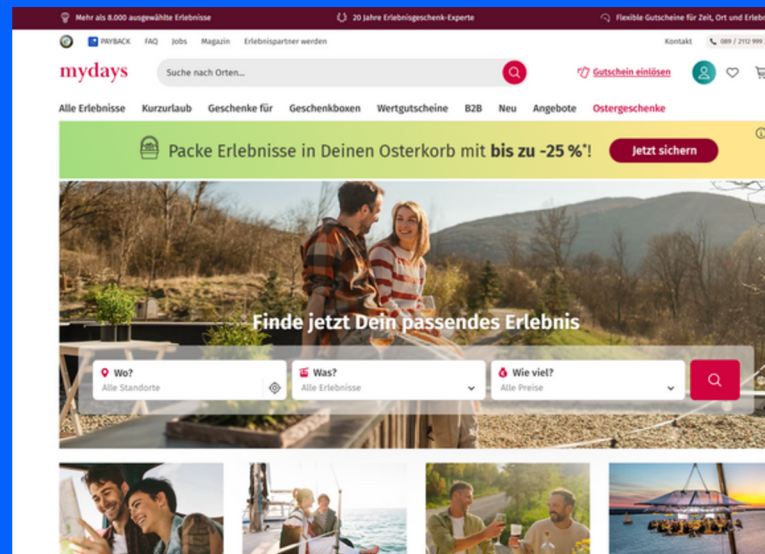 Mehr als 8.000 ausgewählte Erlebnisse
20 Jahre Erlebnisgeschenk-Experte
Flexible Gutscheine für Zeit, Ort und
PAYBACK FAQ Jobs Magazin Erlebnispartner werden
Kontakt 089 / 2112 999
mydays
Suche nach Orten...
Gutschein einlösen
Alle Erlebnisse Kurzurlaub Geschenke für Geschenkboxen Wertgutscheine B2B Neu Angebote Ostergeschenke
Packe Erlebnisse in Deinen Osterkorb mit bis zu -25 %*! Jetzt sichern
Finde jetzt Dein passendes Erlebnis
Wo? Was? Wie viel?
Alle Standorte Alle Erlebnisse Alle Preise